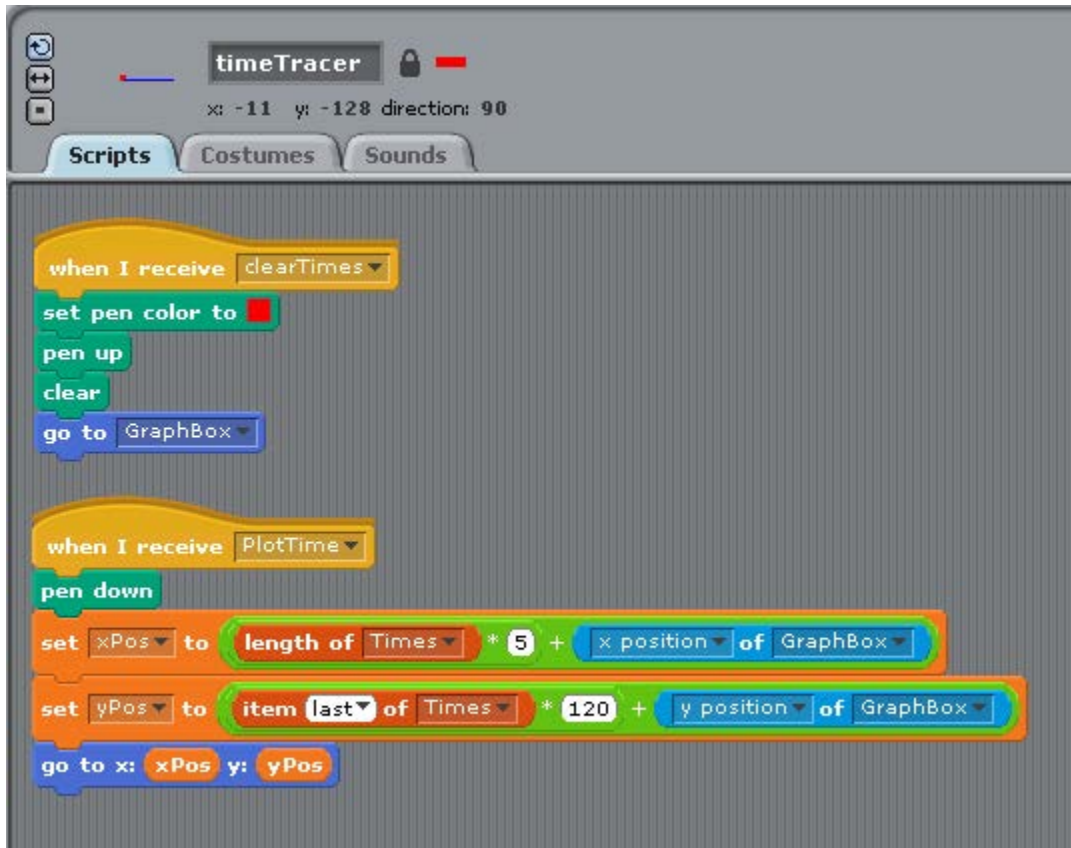 timeTracer
x: -11 y: -128 direction: 90
Scripts Costumes Sounds
when I receive clearTimes
set pen color to
pen up
clear
go to GraphBox
when I receive PlotTime
pen down
set xPos to length of Times * 5 + x position of GraphBox
set yPos to item last of Times * 120 + y position of GraphBox
go to x: xPos y: yPos